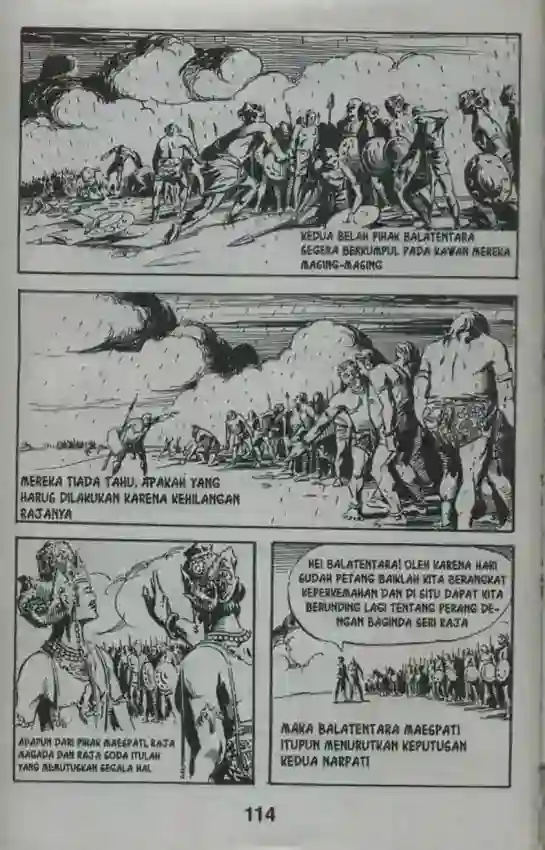 KEDUA BELAH PIHAK BALATENTARA
SEGERA BERKUMPUL PADA KAWAN MEREKA
MASING-MASING
MEREKA TIADA TAHU, APAKAH YANG
HARUS DILAKUKAN KARENA KEHILANGAN
RAJANYA
ADAPUN DARI PIHAK MAESPATI, RAJA
MAGADA DAN RAJA SODA ITULAH
YANG MEMUTUSKAN SEGALA HAL
HEI BALATENTARA! OLEH KARENA HARI
SUDAH PETANG BAIKLAH KITA BERANGKAT
KEPERKEMAHAN DAN DI SITU DAPAT KITA
BERUNDING LAGI TENTANG PERANG DE-
NGAN BAGINDA SERI RAJA
MAKA BALATENTARA MAESPATI
ITUPUN MENURUTKAN KEPUTUSAN
KEDUA NARPATI
114